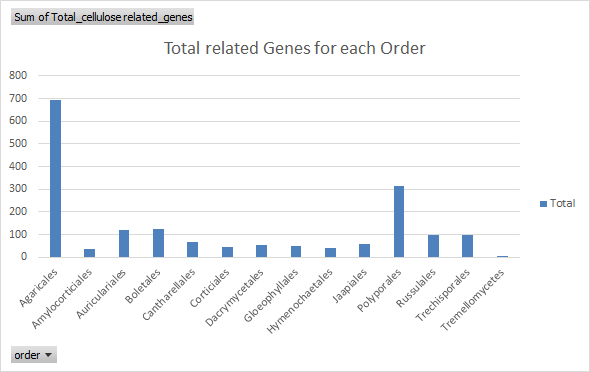 Sum of Total_cellulose related_genes
Total related Genes for each Order
800
700
600
500
400
300
200
100
0
Agaricales
Amylocorticiales
Auriculariales
Boletales
Cantharellales
Corticiales
Dacrymycetales
Gloeophyllales
Hymenochaetales
Jaapiales
Polyporales
Russulales
Trechisporales
Tremellomycetes
Total
order